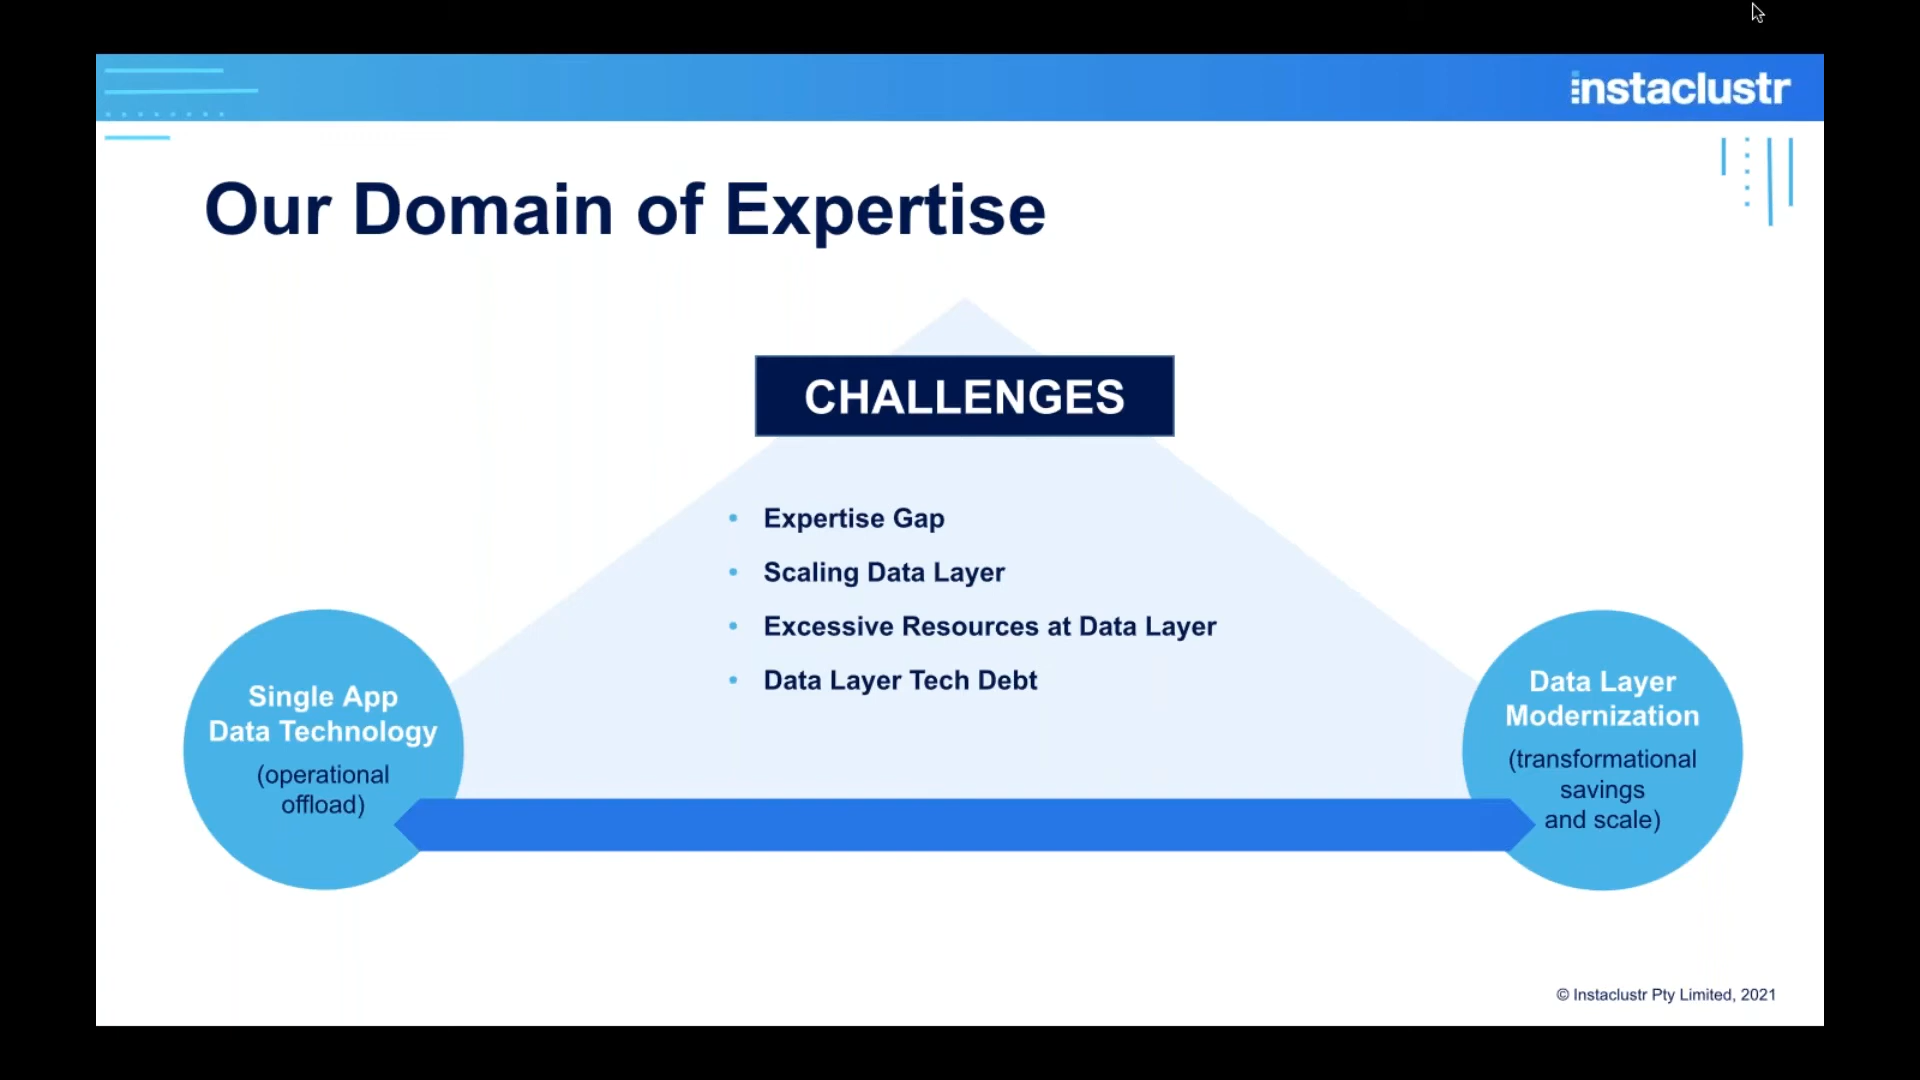 instaclustr
Our Domain of Expertise
CHALLENGES
• Expertise Gap
• Scaling Data Layer
• Excessive Resources at Data Layer
• Data Layer Tech Debt
Single App
Data Technology
(operational
offload)
Data Layer
Modernization
(transformational
savings
and scale)
© Instaclustr Pty Limited, 2021